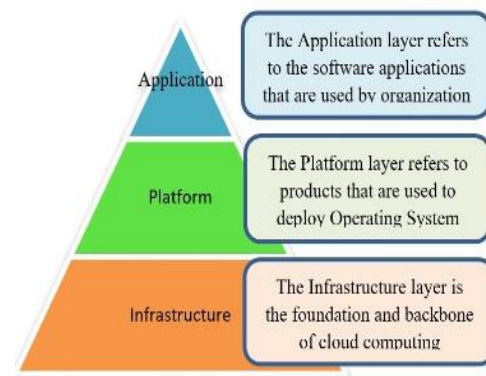 Application
The Application layer refers
to the software applications
that are used by organization
Platform
The Platform layer refers to
products that are used to
deploy Operating System
Infrastructure
The Infrastructure layer is
the foundation and backbone
of cloud computing